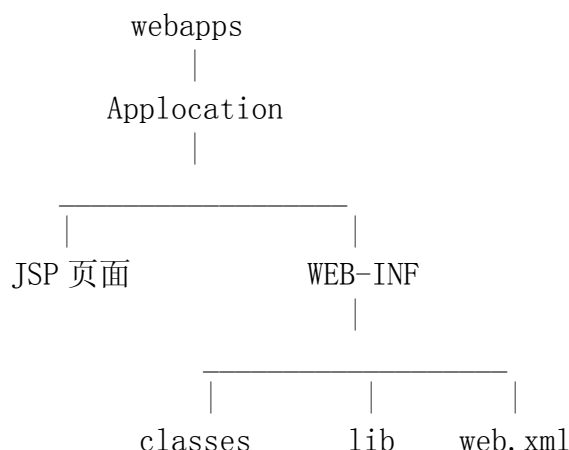 webapps
Applocation
JSP 页面 WEB-INF
classes lib web.xml